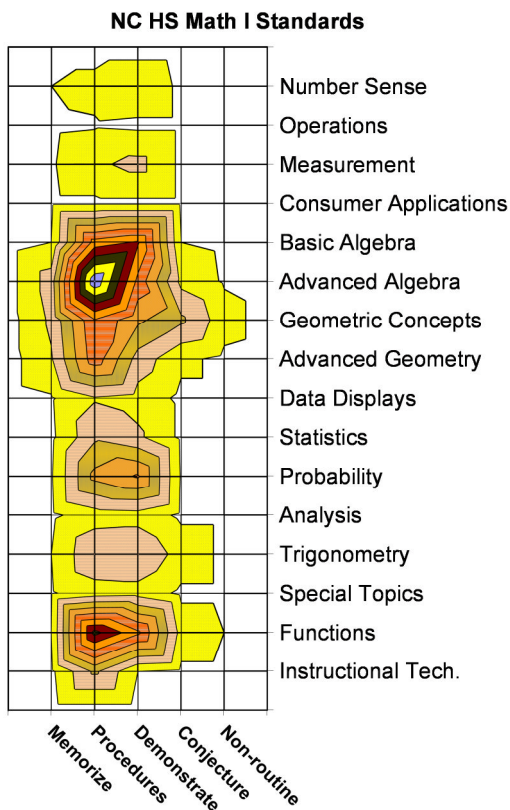 NC HS Math I Standards
Number Sense
Operations
Measurement
Consumer Applications
Basic Algebra
Advanced Algebra
Geometric Concepts
Advanced Geometry
Data Displays
Statistics
Probability
Analysis
Trigonometry
Special Topics
Functions
Instructional Tech.
Memorize
Procedures
Demonstrate
Conjecture
Non-routine